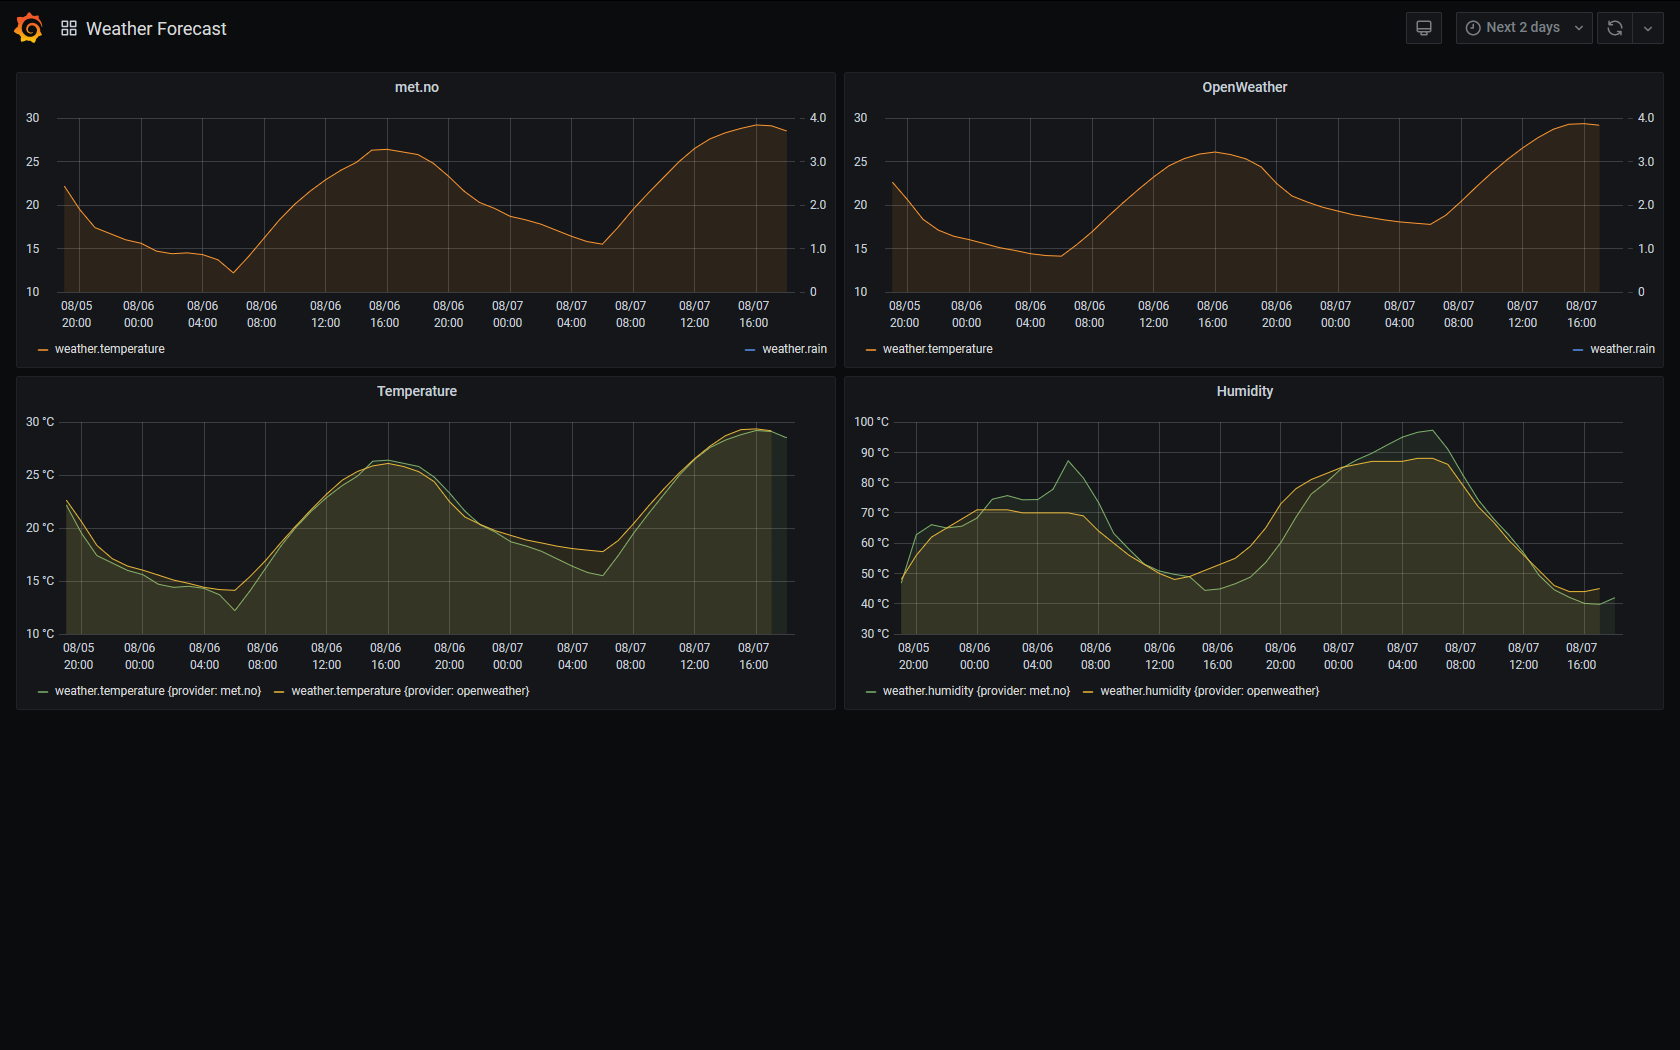 Weather Forecast
Next 2 days
met.no
30 4.0
25 3.0
20 2.0
15 1.0
10 0
08/05 08/06 08/06 08/06 08/06 08/06 08/06 08/07 08/07 08/07 08/07 08/07
20:00 00:00 04:00 08:00 12:00 16:00 20:00 00:00 04:00 08:00 12:00 16:00
weather.temperature weather.rain
OpenWeather
30 4.0
25 3.0
20 2.0
15 1.0
10 0
08/05 08/06 08/06 08/06 08/06 08/06 08/06 08/07 08/07 08/07 08/07 08/07
20:00 00:00 04:00 08:00 12:00 16:00 20:00 00:00 04:00 08:00 12:00 16:00
weather.temperature weather.rain
Temperature
30 °C
25 °C
20 °C
15 °C
10 °C
08/05 08/06 08/06 08/06 08/06 08/06 08/06 08/07 08/07 08/07 08/07 08/07
20:00 00:00 04:00 08:00 12:00 16:00 20:00 00:00 04:00 08:00 12:00 16:00
weather.temperature {provider: met.no} weather.temperature {provider: openweather}
Humidity
100 °C
90 °C
80 °C
70 °C
60 °C
50 °C
40 °C
30 °C
08/05 08/06 08/06 08/06 08/06 08/06 08/06 08/07 08/07 08/07 08/07 08/07
20:00 00:00 04:00 08:00 12:00 16:00 20:00 00:00 04:00 08:00 12:00 16:00
weather.humidity {provider: met.no} weather.humidity {provider: openweather}